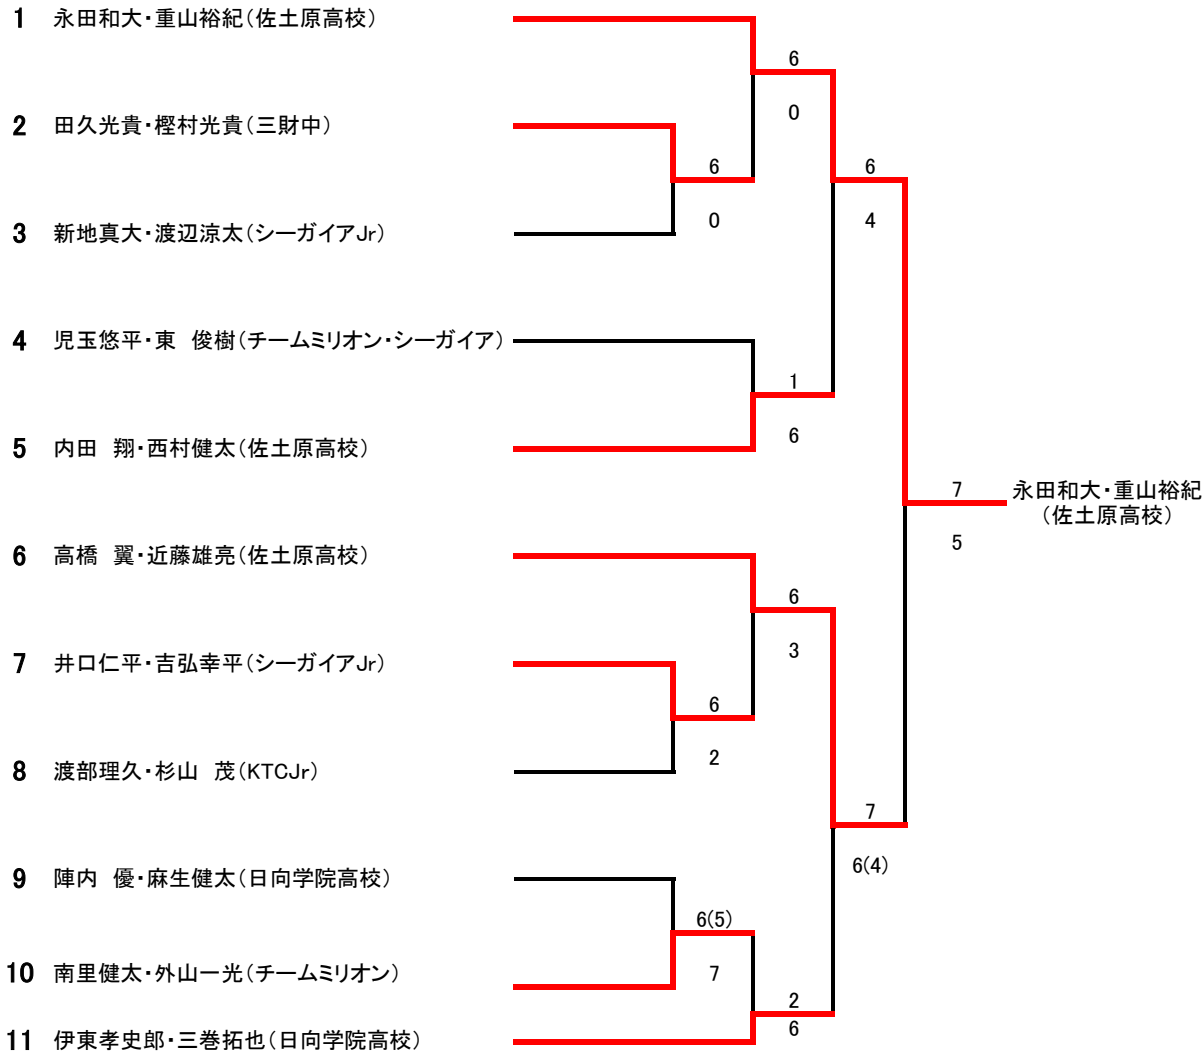 1 永田和大・重山裕紀(佐土原高校)
6
0
2 田久光貴・樫村光貴(三財中)
6
0
6
4
3 新地真大・渡辺涼太(シーガイアJr)
4 児玉悠平・東　俊樹(チームミリオン・シーガイア)
1
6
5 内田　翔・西村健太(佐土原高校)
7
5
永田和大・重山裕紀
(佐土原高校)
6 高橋　翼・近藤雄亮(佐土原高校)
6
3
7 井口仁平・吉弘幸平(シーガイアJr)
6
2
8 渡部理久・杉山　茂(KTCJr)
7
6(4)
9 陣内　優・麻生健太(日向学院高校)
6(5)
7
10 南里健太・外山一光(チームミリオン)
2
6
11 伊東孝史郎・三巻拓也(日向学院高校)